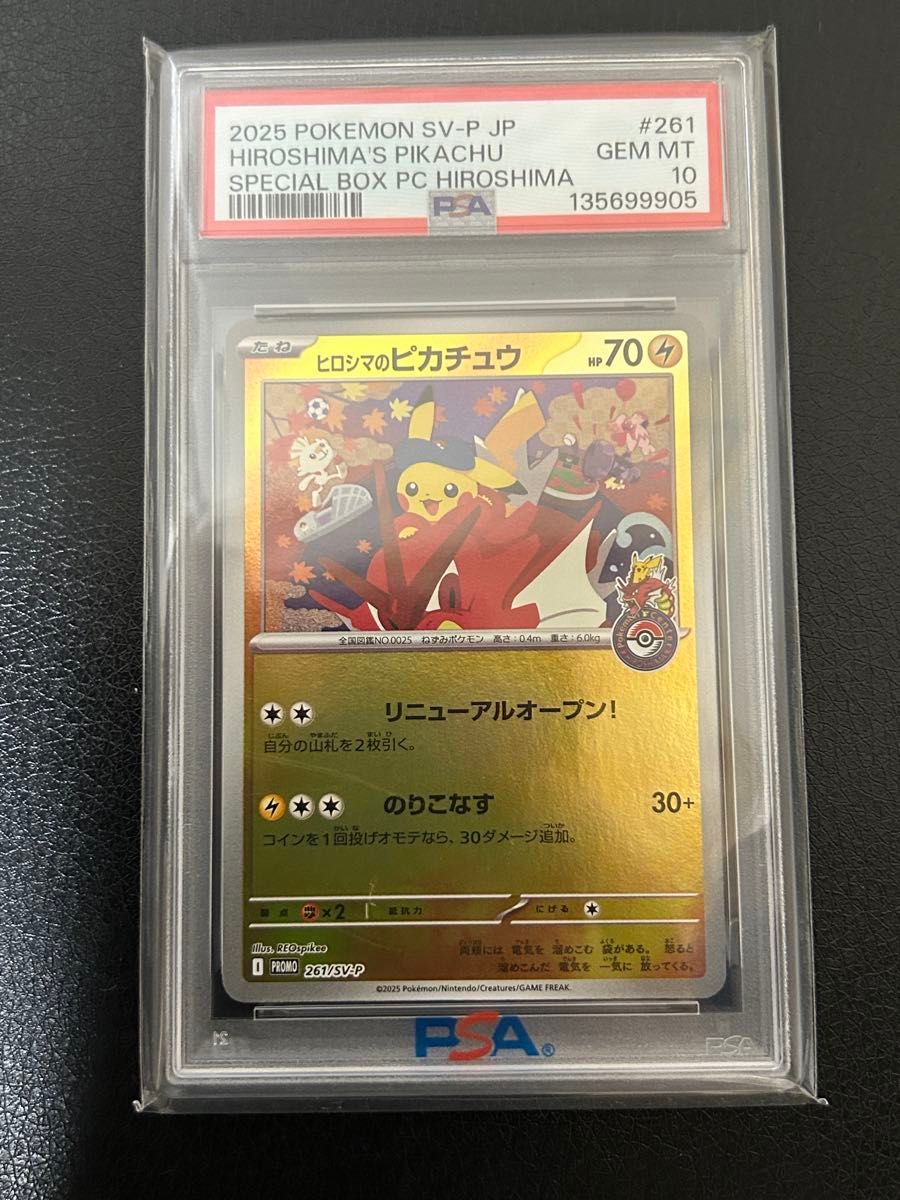 2025 POKEMON SV-P JP #261
HIROSHIMA'S PIKACHU GEM MT
SPECIAL BOX PC HIROSHIMA 10
PSA 135699905
たね ヒロシマのピカチュウ HP 70
Pokémon Center
全国図鑑NO.0025 ねずみポケモン 高さ:0.4m 重さ:6.0kg
リニューアルオープン!
自分の山札を2枚引く。
のりこなす 30+
コインを1回投げオモテなら、30ダメージ追加。
弱点 ×2 抵抗力 にげる
Illus. REOspikee
両頬には 電気を 溜めこむ 袋がある。 怒ると
溜めこんだ 電気を 一気に 放ってくる。
I PROMO 261/SV-P
©2025 Pokémon/Nintendo/Creatures/GAME FREAK.
PSA®
PSA